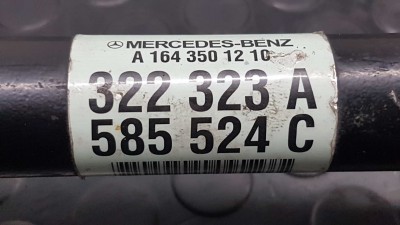 MERCEDES-BENZ
A 164 350 12 10
322 323 A
585 524 C